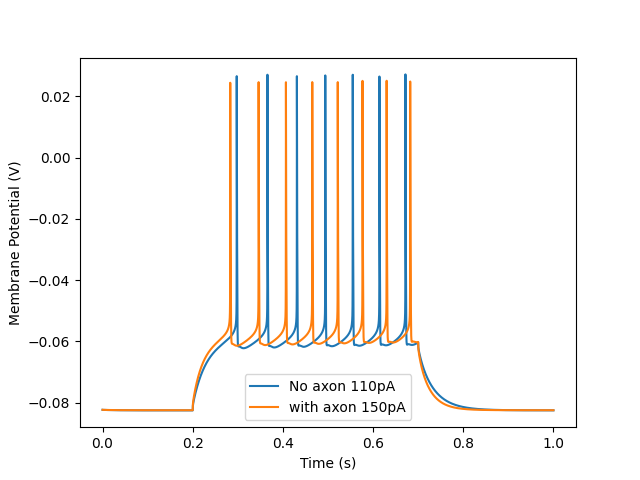 0.02
0.00
−0.02
−0.04
−0.06
−0.08
Membrane Potential (V)
No axon 110pA
with axon 150pA
0.0 0.2 0.4 0.6 0.8 1.0
Time (s)